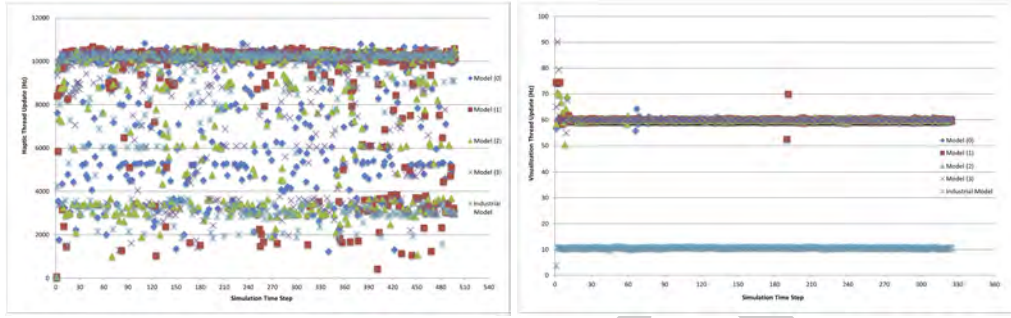 12000
10000
8000
6000
4000
2000
0
Haptic Thread Update (Hz)
0 30 60 90 120 150 180 210 240 270 300 330 360 390 420 450 480 510 540
Simulation Time Step
Model (0)
Model (1)
Model (2)
Model (3)
Industrial
Model
100
90
80
70
60
50
40
30
20
10
0
Visualization Thread Update (Hz)
0 30 60 90 120 150 180 210 240 270 300 330 360
Simulation Time Step
Model (0)
Model (1)
Model (2)
Model (3)
Industrial Model